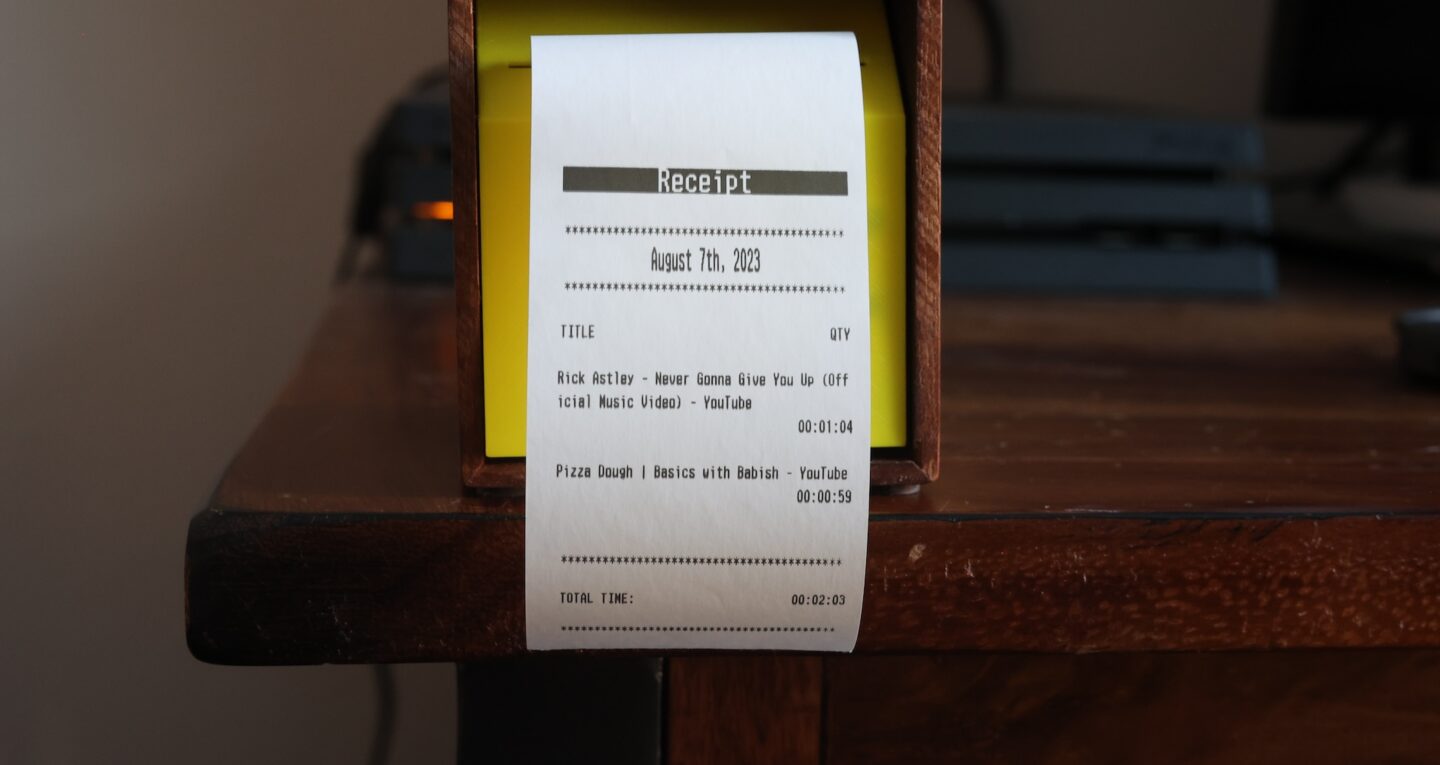 Receipt
****************************************
August 7th, 2023
****************************************
TITLE QTY
Rick Astley - Never Gonna Give You Up (Off
icial Music Video) - YouTube
00:01:04
Pizza Dough | Basics with Babish - YouTube
00:00:59
****************************************
TOTAL TIME: 00:02:03
****************************************